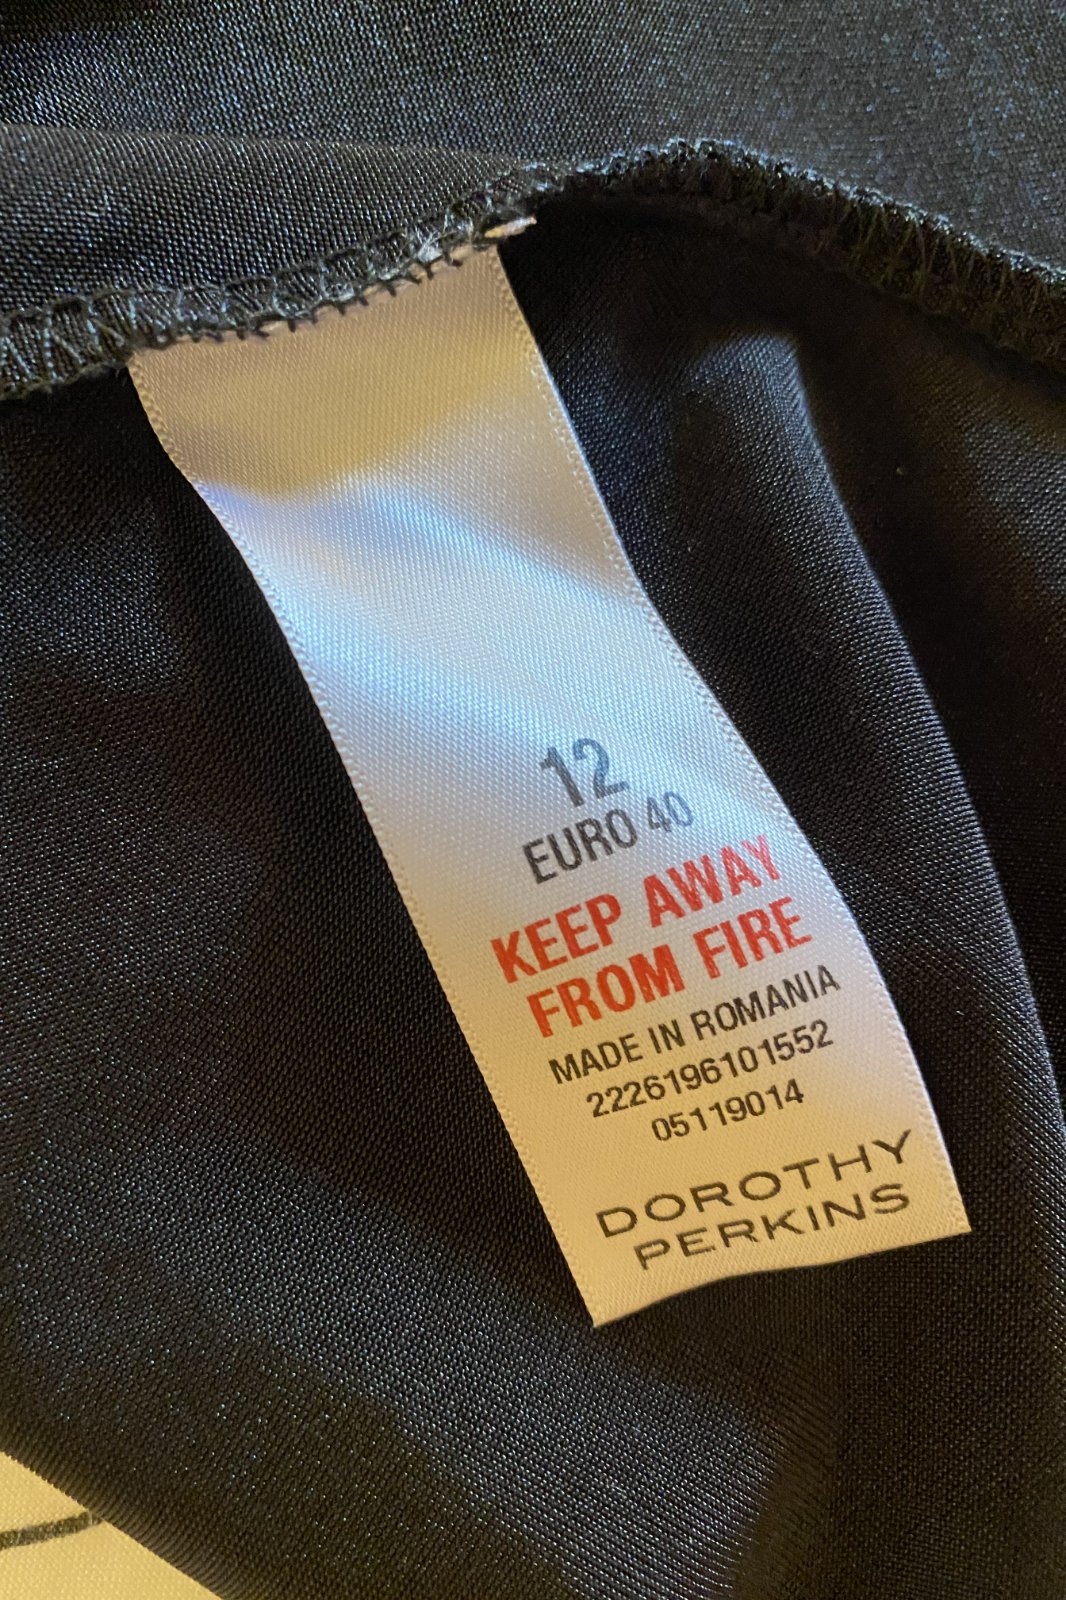 12
EURO 40
KEEP AWAY
FROM FIRE
MADE IN ROMANIA
2226196101552
05119014
DOROTHY
PERKINS